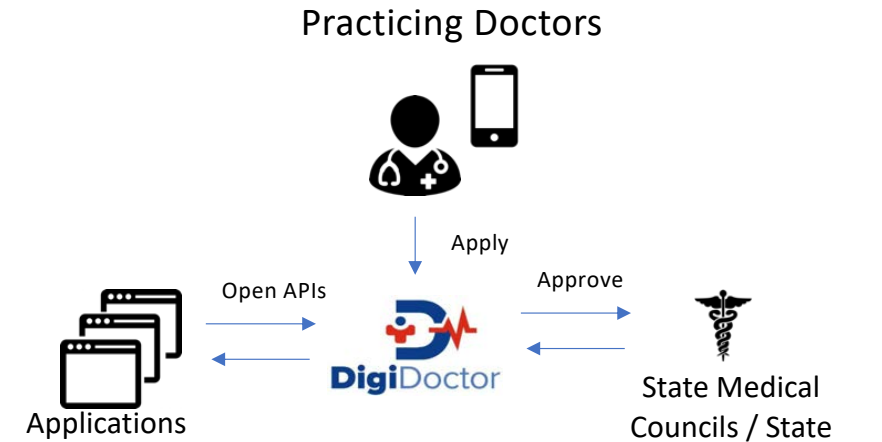 Practicing Doctors
Apply
Open APIs
Approve
DigiDoctor
Applications
State Medical
Councils / State